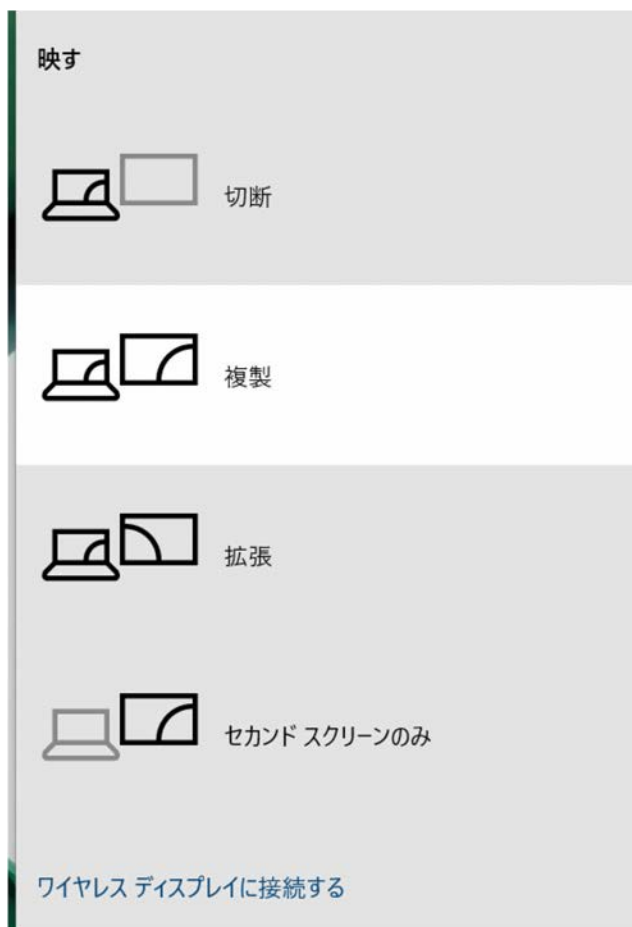 映す
切断
複製
拡張
セカンド スクリーンのみ
ワイヤレス ディスプレイに接続する